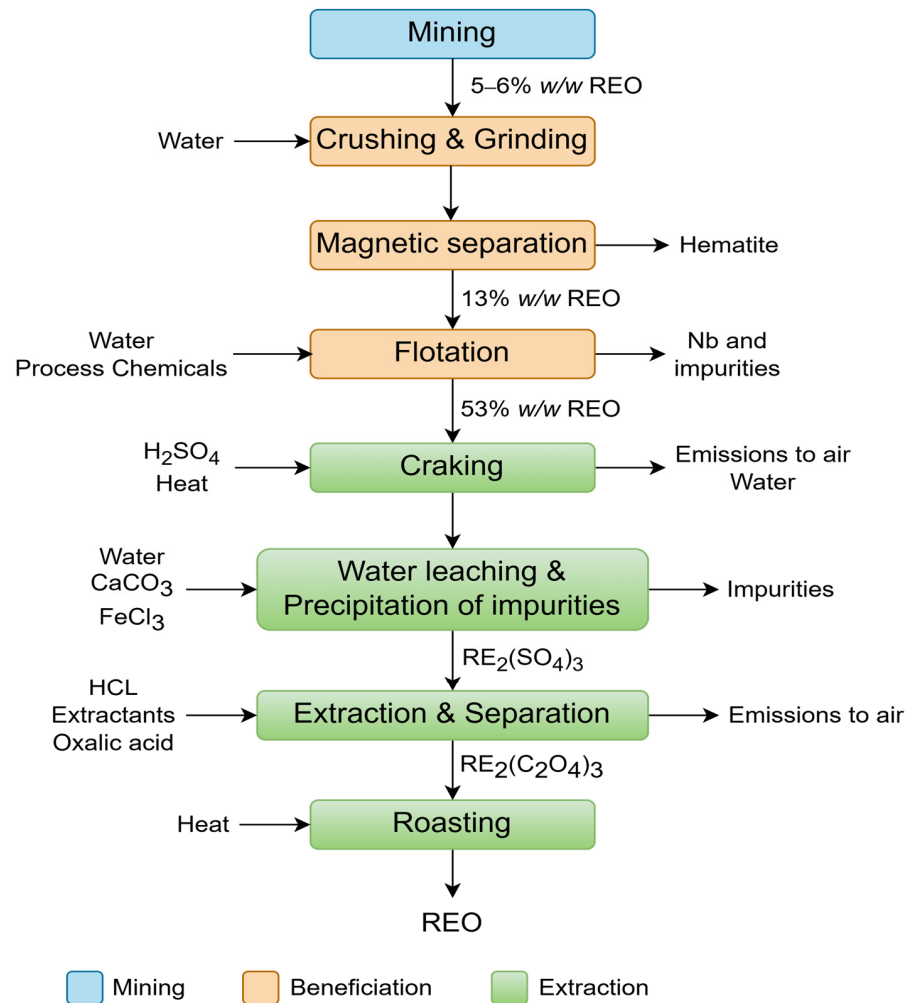 Mining
5–6% w/w REO
Water
Crushing & Grinding
Magnetic separation
Hematite
13% w/w REO
Water
Process Chemicals
Flotation
Nb and
impurities
53% w/w REO
H₂SO₄
Heat
Craking
Emissions to air
Water
Water
CaCO₃
FeCl₃
Water leaching &
Precipitation of impurities
Impurities
RE₂(SO₄)₃
HCL
Extractants
Oxalic acid
Extraction & Separation
Emissions to air
RE₂(C₂O₄)₃
Heat
Roasting
REO
Mining
Beneficiation
Extraction